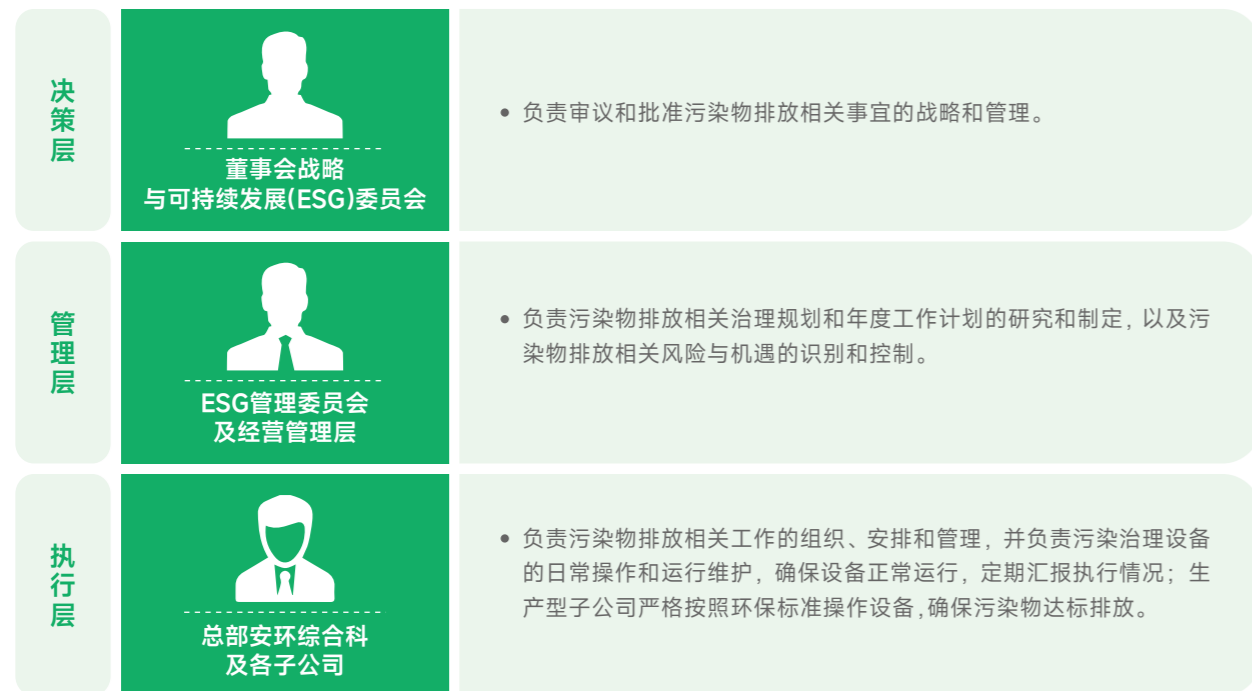 决策层
董事会战略
与可持续发展(ESG)委员会
• 负责审议和批准污染物排放相关事宜的战略和管理。
管理层
ESG管理委员会
及经营管理层
• 负责污染物排放相关治理规划和年度工作计划的研究和制定，以及污
染物排放相关风险与机遇的识别和控制。
执行层
总部安环综合科
及各子公司
• 负责污染物排放相关工作的组织、安排和管理，并负责污染治理设备
的日常操作和运行维护，确保设备正常运行，定期汇报执行情况；生
产型子公司严格按照环保标准操作设备,确保污染物达标排放。